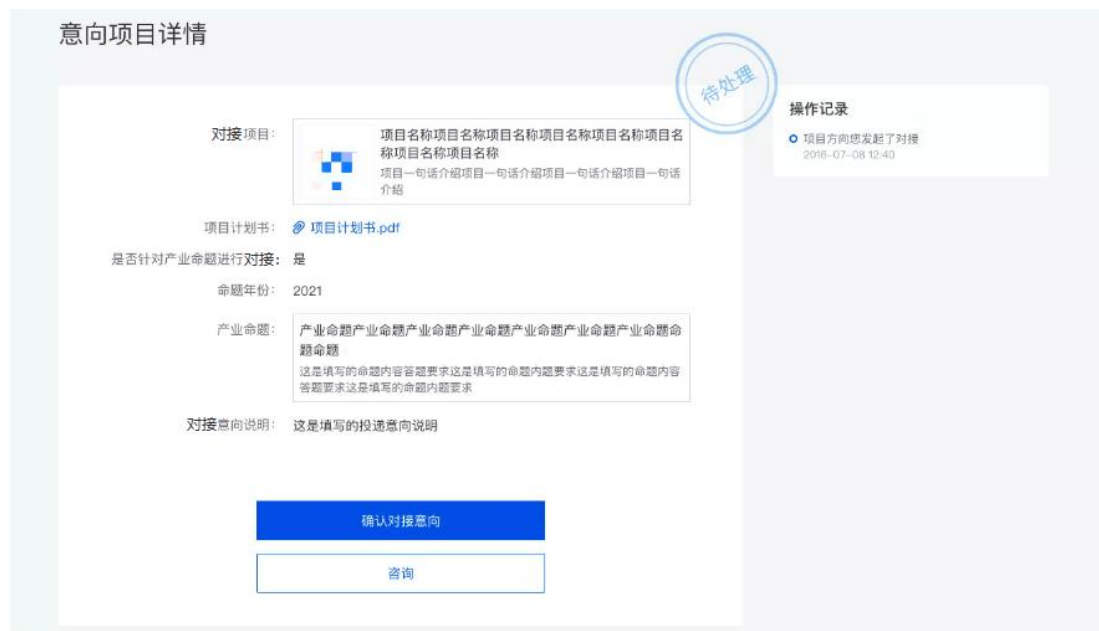 意向项目详情
待处理
对接项目:
项目名称项目名称项目名称项目名称项目名称项目名
称项目名称项目名称
项目一句话介绍项目一句话介绍项目一句话介绍项目一句话
介绍
项目计划书:
项目计划书.pdf
是否针对产业命题进行对接: 是
命题年份: 2021
产业命题:
产业命题产业命题产业命题产业命题产业命题产业命题产业命题命
题命题
这是填写的命题内容答题要求这是填写的命题内题要求这是填写的命题内容
答题要求这是填写的命题内题要求
对接意向说明: 这是填写的投递意向说明
确认对接意向
咨询
操作记录
项目方向您发起了对接
2016-07-08 12:40